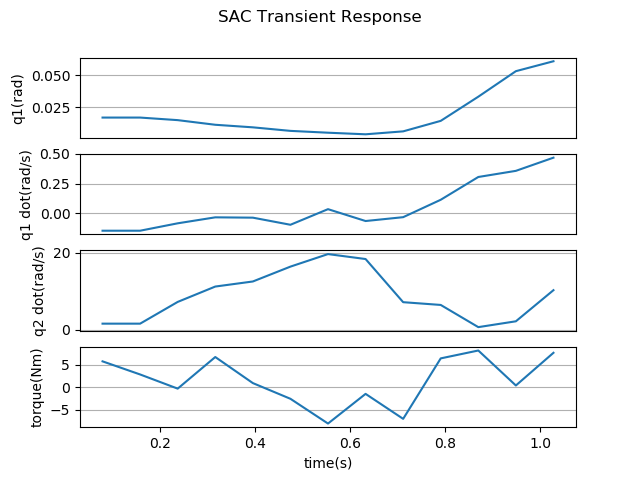 SAC Transient Response
q1(rad)
0.050
0.025
q1 dot(rad/s)
0.50
0.25
0.00
q2 dot(rad/s)
20
0
torque(Nm)
5
0
−5
0.2 0.4 0.6 0.8 1.0
time(s)